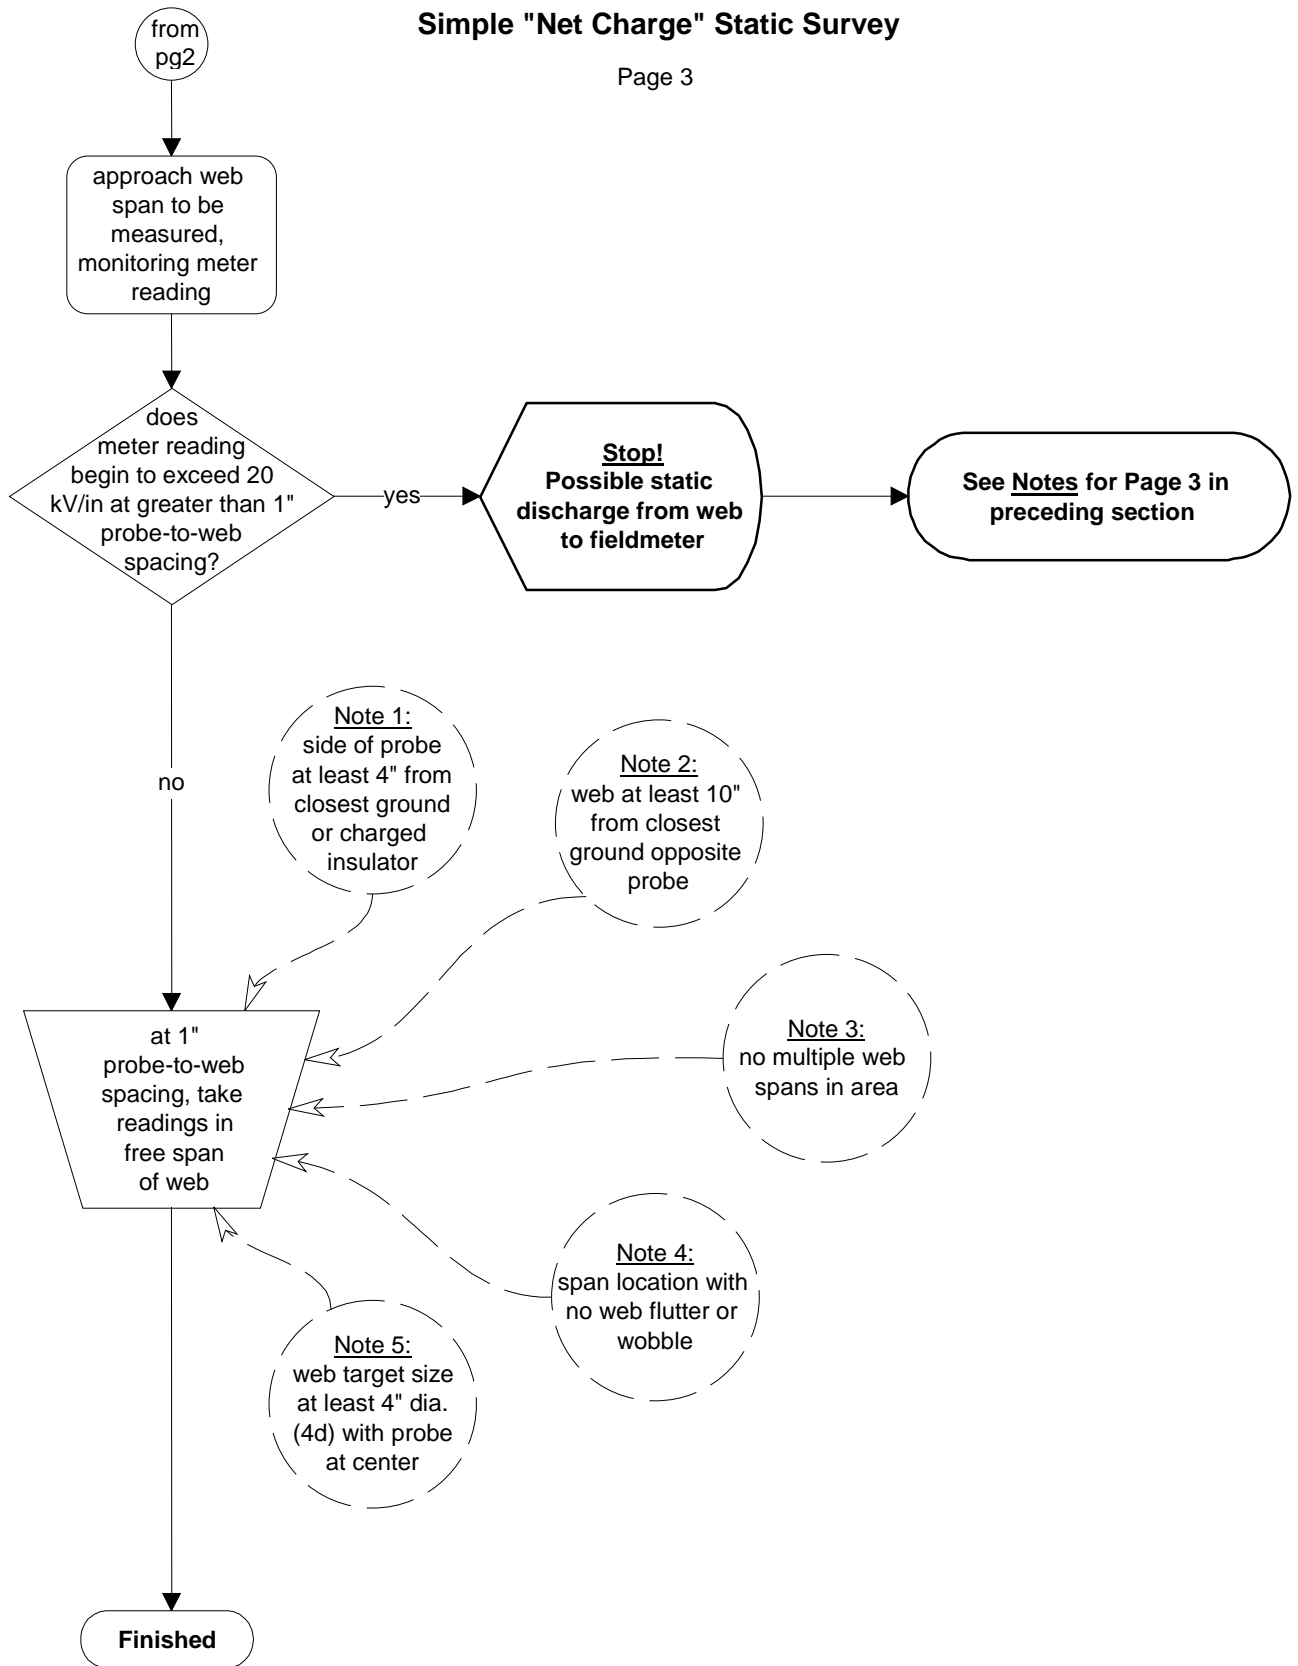 Simple "Net Charge" Static Survey
Page 3
from
pg2
approach web
span to be
measured,
monitoring meter
reading
does
meter reading
begin to exceed 20
kV/in at greater than 1"
probe-to-web
spacing?
yes
Stop!
Possible static
discharge from web
to fieldmeter
See Notes for Page 3 in
preceding section
no
Note 1:
side of probe
at least 4" from
closest ground
or charged
insulator
Note 2:
web at least 10"
from closest
ground opposite
probe
Note 3:
no multiple web
spans in area
at 1"
probe-to-web
spacing, take
readings in
free span
of web
Note 4:
span location with
no web flutter or
wobble
Note 5:
web target size
at least 4" dia.
(4d) with probe
at center
Finished